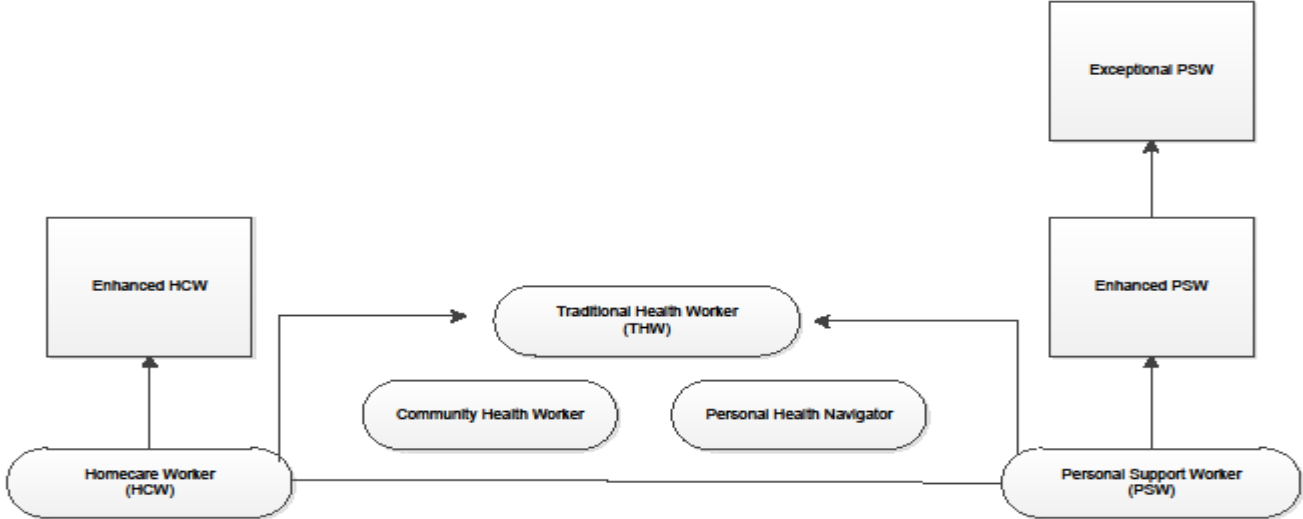 Exceptional PSW
Enhanced HCW
Enhanced PSW
Traditional Health Worker
(THW)
Community Health Worker
Personal Health Navigator
Homecare Worker
(HCW)
Personal Support Worker
(PSW)